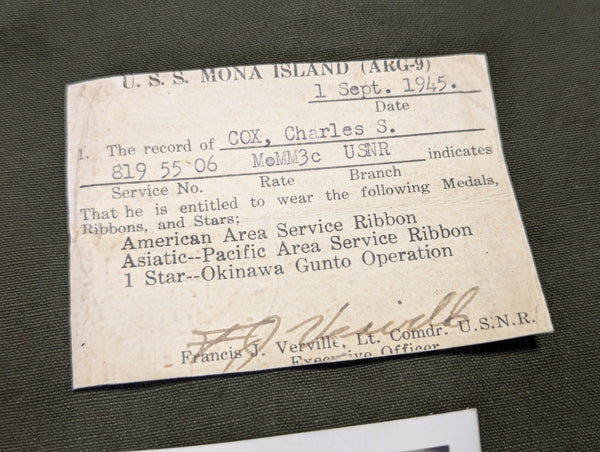 U. S. S. MONA ISLAND (ARG-9)
1 Sept. 1945.
Date
1. The record of COX, Charles S.
819 55 06 MoMM3c USNR indicates
Service No. Rate Branch
That he is entitled to wear the following Medals,
Ribbons, and Stars;
American Area Service Ribbon
Asiatic--Pacific Area Service Ribbon
1 Star--Okinawa Gunto Operation
F J Vervillt
Francis J. Vervillt, Lt. Comdr. U.S.N.R.
Executive Officer